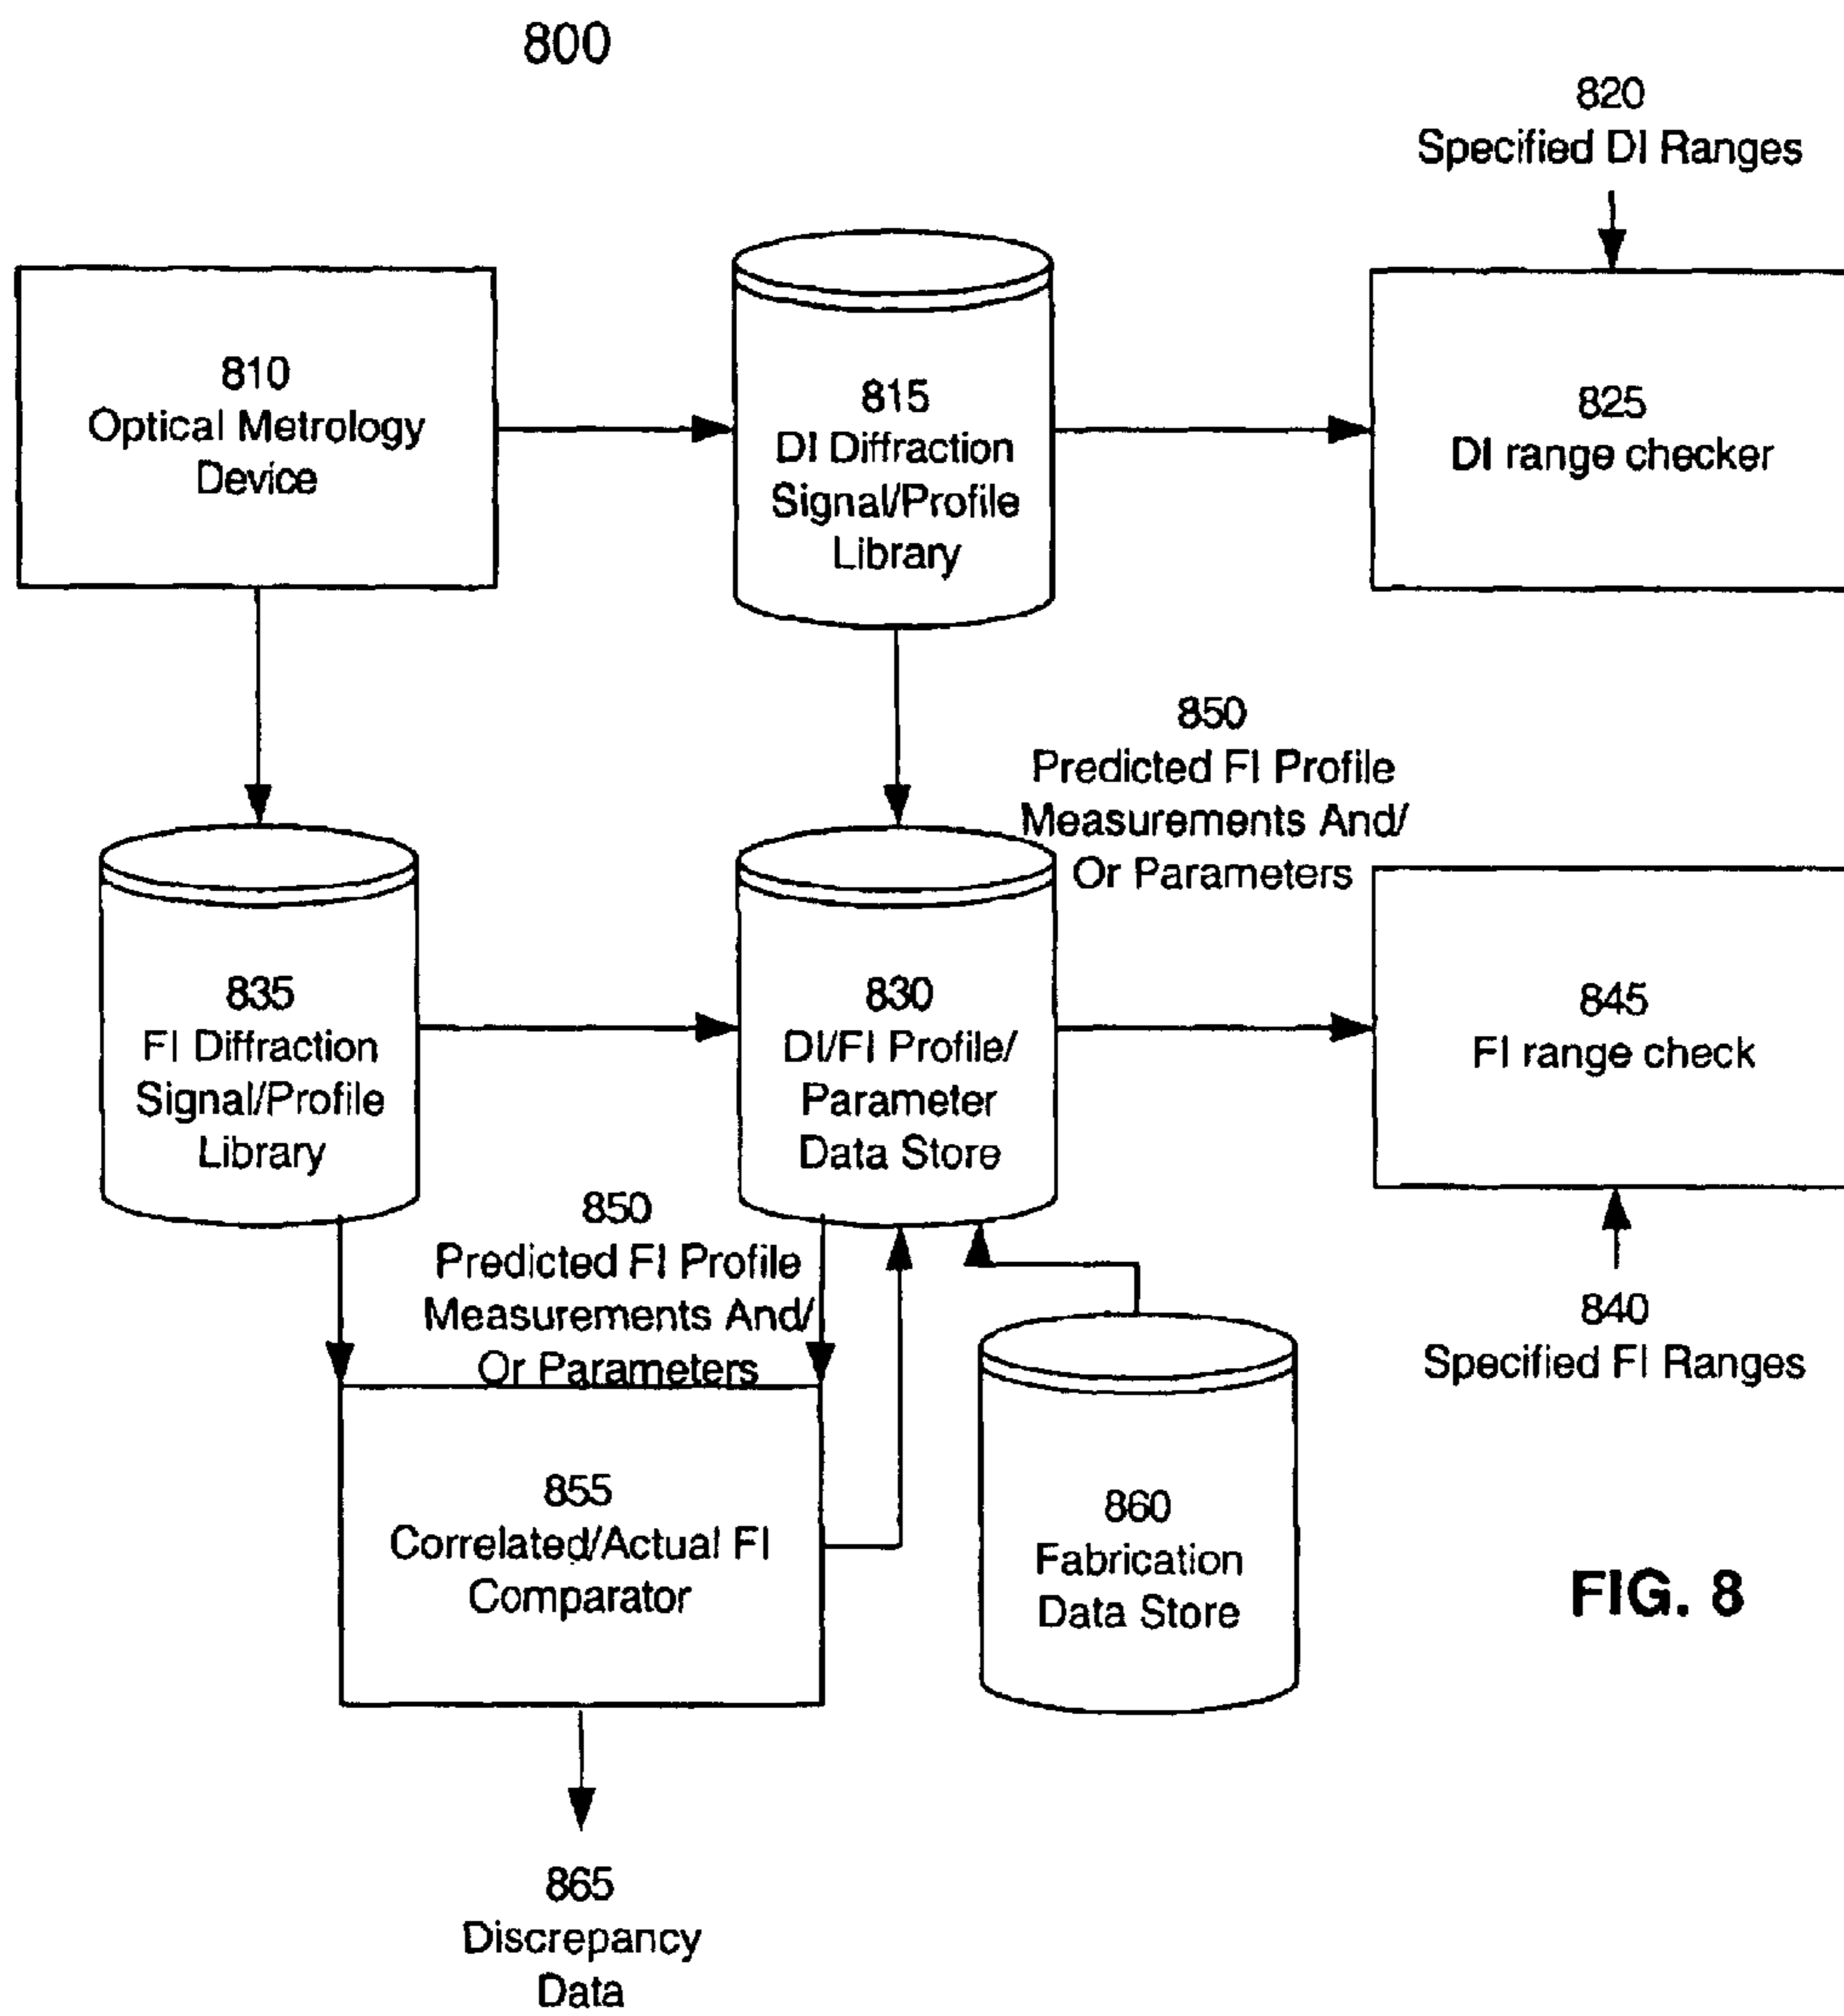 800
820
Specified DI Ranges
810
Optical Metrology
Device
815
DI Diffraction
Signal/Profile
Library
825
DI range checker
850
Predicted FI Profile
Measurements And/
Or Parameters
835
FI Diffraction
Signal/Profile
Library
830
DI/FI Profile/
Parameter
Data Store
845
FI range check
850
Predicted FI Profile
Measurements And/
Or Parameters
840
Specified FI Ranges
855
Correlated/Actual FI
Comparator
860
Fabrication
Data Store
FIG. 8
865
Discrepancy
Data